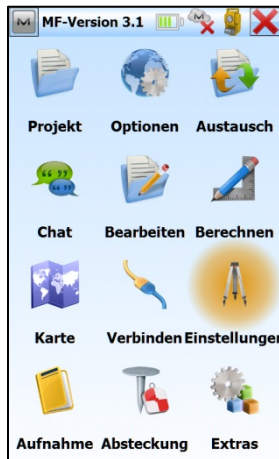 MF-Version 3.1
Projekt Optionen Austausch
Chat Bearbeiten Berechnen
Karte Verbinden Einstellungen
Aufnahme Absteckung Extras